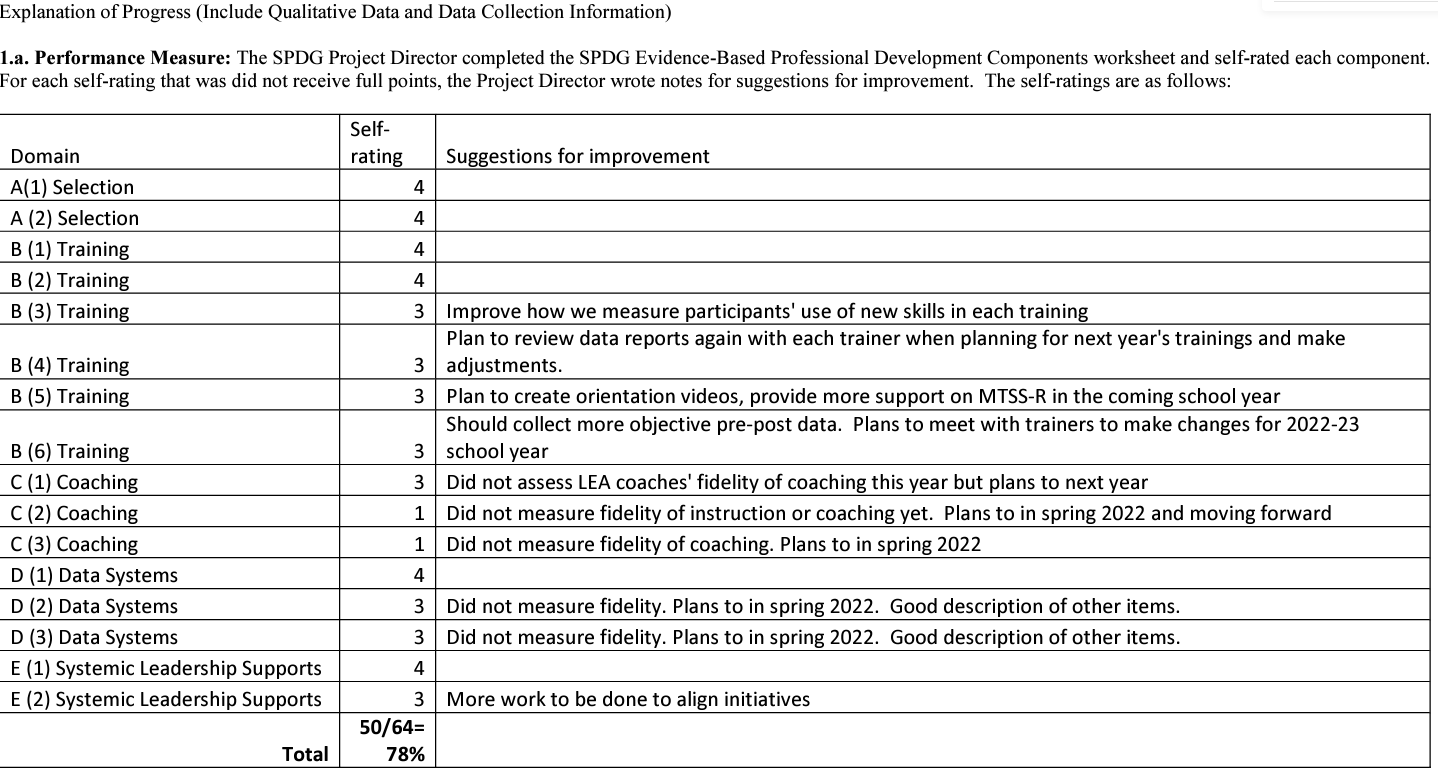 Explanation of Progress (Include Qualitative Data and Data Collection Information)
1.a. Performance Measure: The SPDG Project Director completed the SPDG Evidence-Based Professional Development Components worksheet and self-rated each component.
For each self-rating that was did not receive full points, the Project Director wrote notes for suggestions for improvement. The self-ratings are as follows:
Domain Self-rating Suggestions for improvement
A(1) Selection 4
A (2) Selection 4
B (1) Training 4
B (2) Training 4
B (3) Training 3 Improve how we measure participants' use of new skills in each training
B (4) Training 3 Plan to review data reports again with each trainer when planning for next year's trainings and make
adjustments.
B (5) Training 3 Plan to create orientation videos, provide more support on MTSS-R in the coming school year
B (6) Training 3 Should collect more objective pre-post data. Plans to meet with trainers to make changes for 2022-23
school year
C (1) Coaching 3 Did not assess LEA coaches' fidelity of coaching this year but plans to next year
C (2) Coaching 1 Did not measure fidelity of instruction or coaching yet. Plans to in spring 2022 and moving forward
C (3) Coaching 1 Did not measure fidelity of coaching. Plans to in spring 2022
D (1) Data Systems 4
D (2) Data Systems 3 Did not measure fidelity. Plans to in spring 2022. Good description of other items.
D (3) Data Systems 3 Did not measure fidelity. Plans to in spring 2022. Good description of other items.
E (1) Systemic Leadership Supports 4
E (2) Systemic Leadership Supports 3 More work to be done to align initiatives
Total 50/64=
78%